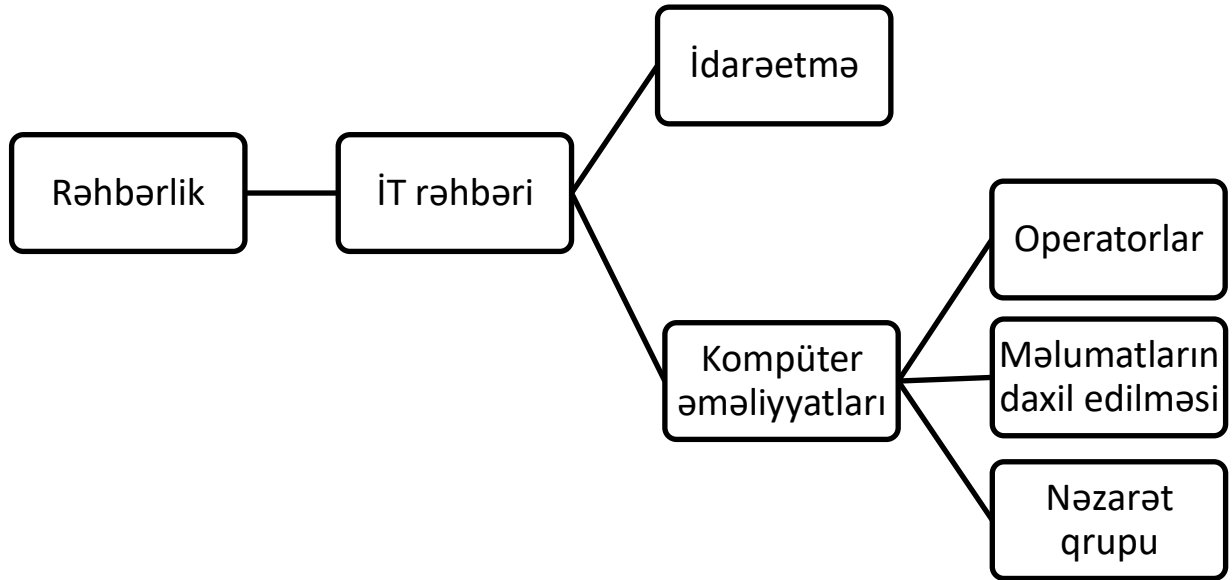 İdarəetmə
Rəhbərlik
İT rəhbəri
Operatorlar
Kompüter
əməliyyatları
Məlumatların
daxil edilməsi
Nəzarət
qrupu